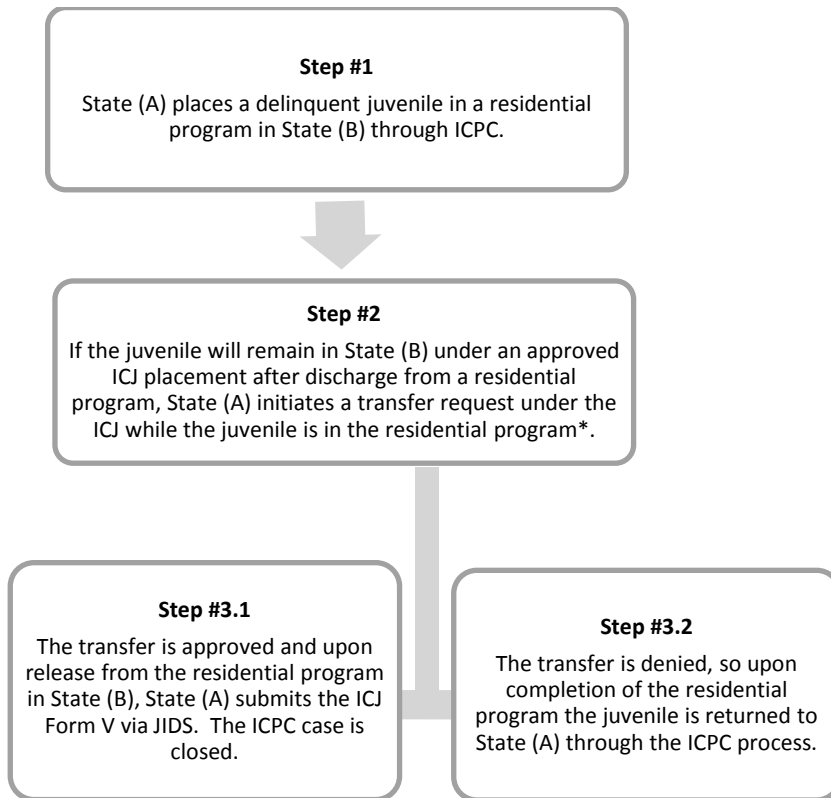 Step #1
State (A) places a delinquent juvenile in a residential
program in State (B) through ICPC.
Step #2
If the juvenile will remain in State (B) under an approved
ICJ placement after discharge from a residential
program, State (A) initiates a transfer request under the
ICJ while the juvenile is in the residential program*.
Step #3.1
The transfer is approved and upon
release from the residential program
in State (B), State (A) submits the ICJ
Form V via JIDS.  The ICPC case is
closed.
Step #3.2
The transfer is denied, so upon
completion of the residential
program the juvenile is returned to
State (A) through the ICPC process.